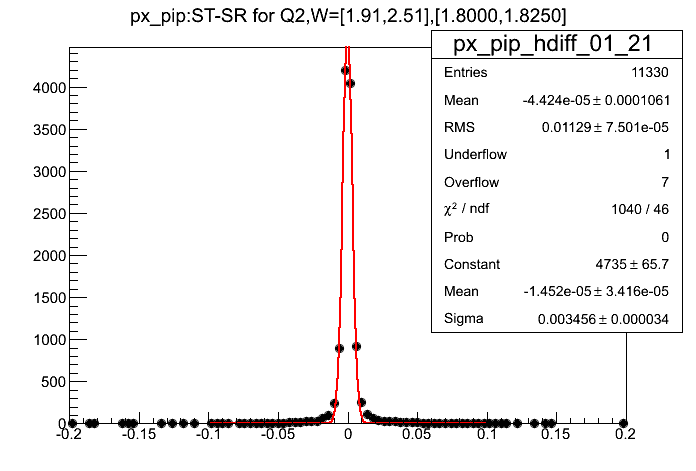 px_pip:ST-SR for Q2,W=[1.91,2.51],[1.8000,1.8250]
px_pip_hdiff_01_21
Entries 11330
Mean -4.424e-05 ± 0.0001061
RMS 0.01129 ± 7.501e-05
Underflow 1
Overflow 7
χ² / ndf 1040 / 46
Prob 0
Constant 4735 ± 65.7
Mean -1.452e-05 ± 3.416e-05
Sigma 0.003456 ± 0.000034
4000
3500
3000
2500
2000
1500
1000
500
0
-0.2 -0.15 -0.1 -0.05 0 0.05 0.1 0.15 0.2